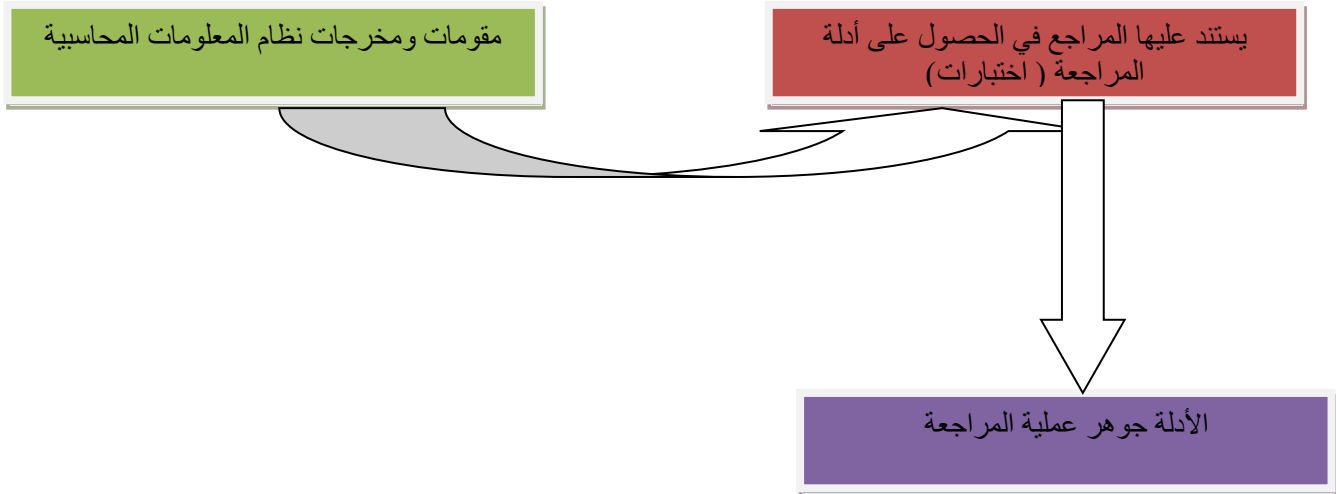 مقومات ومخرجات نظام المعلومات المحاسبية
يستند عليها المراجع في الحصول على أدلة
المراجعة ( اختبارات)
الأدلة جوهر عملية المراجعة